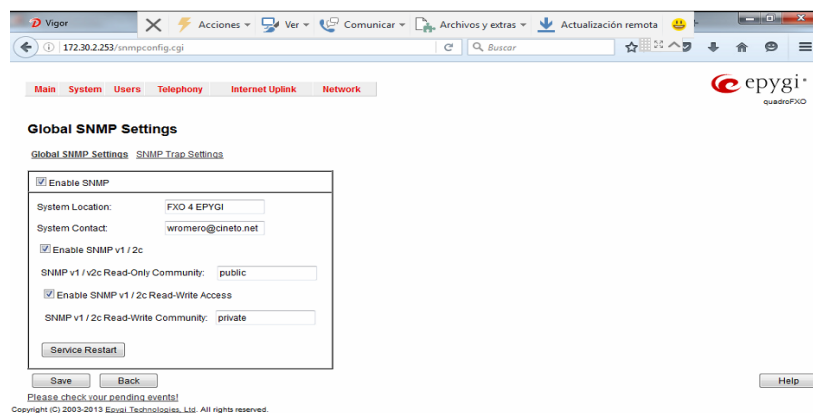 Vigor
Acciones
Ver
Comunicar
Archivos y extras
Actualización remota
172.30.2.253/snmpconfig.cgi
Buscar
Main System Users Telephony Internet Uplink Network
epygi
quadroFXO
Global SNMP Settings
Global SNMP Settings SNMP Trap Settings
Enable SNMP
System Location: FXO 4 EPYGI
System Contact: wromero@cineto.net
Enable SNMP v1 / 2c
SNMP v1 / v2c Read-Only Community: public
Enable SNMP v1 / 2c Read-Write Access
SNMP v1 / 2c Read-Write Community: private
Service Restart
Save Back Help
Please check your pending events!
Copyright (C) 2003-2013 Epygi Technologies, Ltd. All rights reserved.